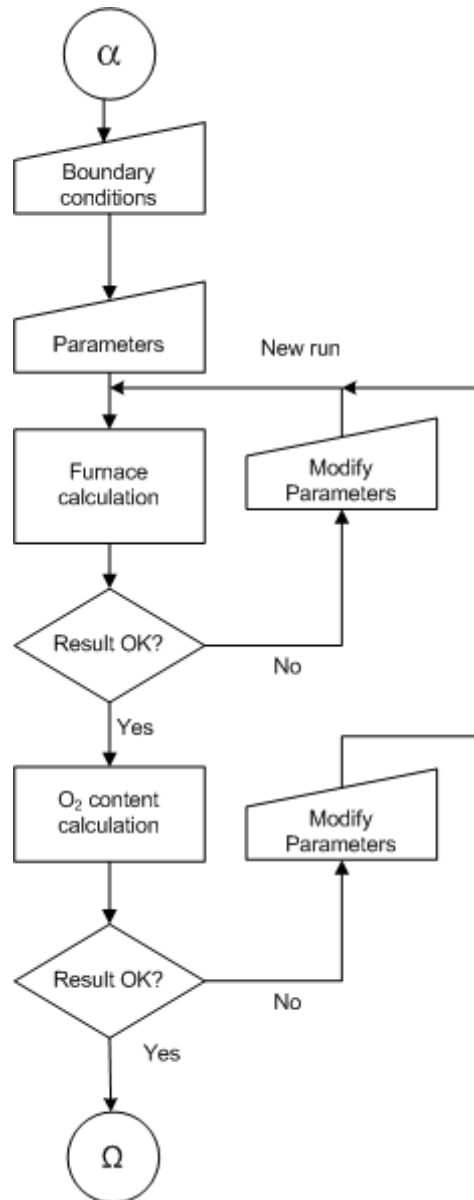 α
Boundary
conditions
Parameters
New run
Furnace
calculation
Modify
Parameters
Result OK?
No
Yes
O₂ content
calculation
Modify
Parameters
Result OK?
No
Yes
Ω